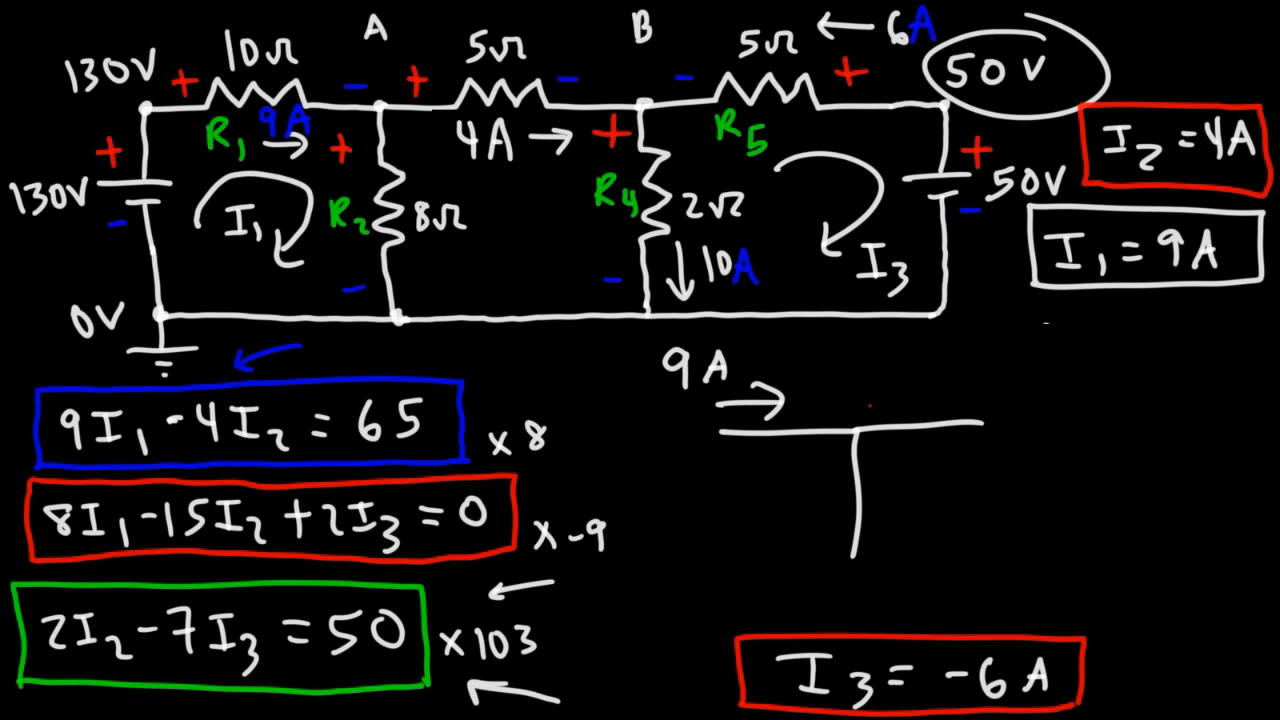 A
B
← 6A
130V
10Ω
5Ω
5Ω
50V
+
-
+
-
-
+
R₁
9A →
4A →
R₅
I₂ = 4A
+
+
+
+
130V
I₁
R₂
8Ω
R₄
2Ω
50V
-
-
I₁ = 9A
↓ 10A
I₃
-
-
0V
9A
→
9I₁ - 4I₂ = 65
x 8
8I₁ - 15I₂ + 2I₃ = 0
x -9
2I₂ - 7I₃ = 50
x 103
I₃ = -6A